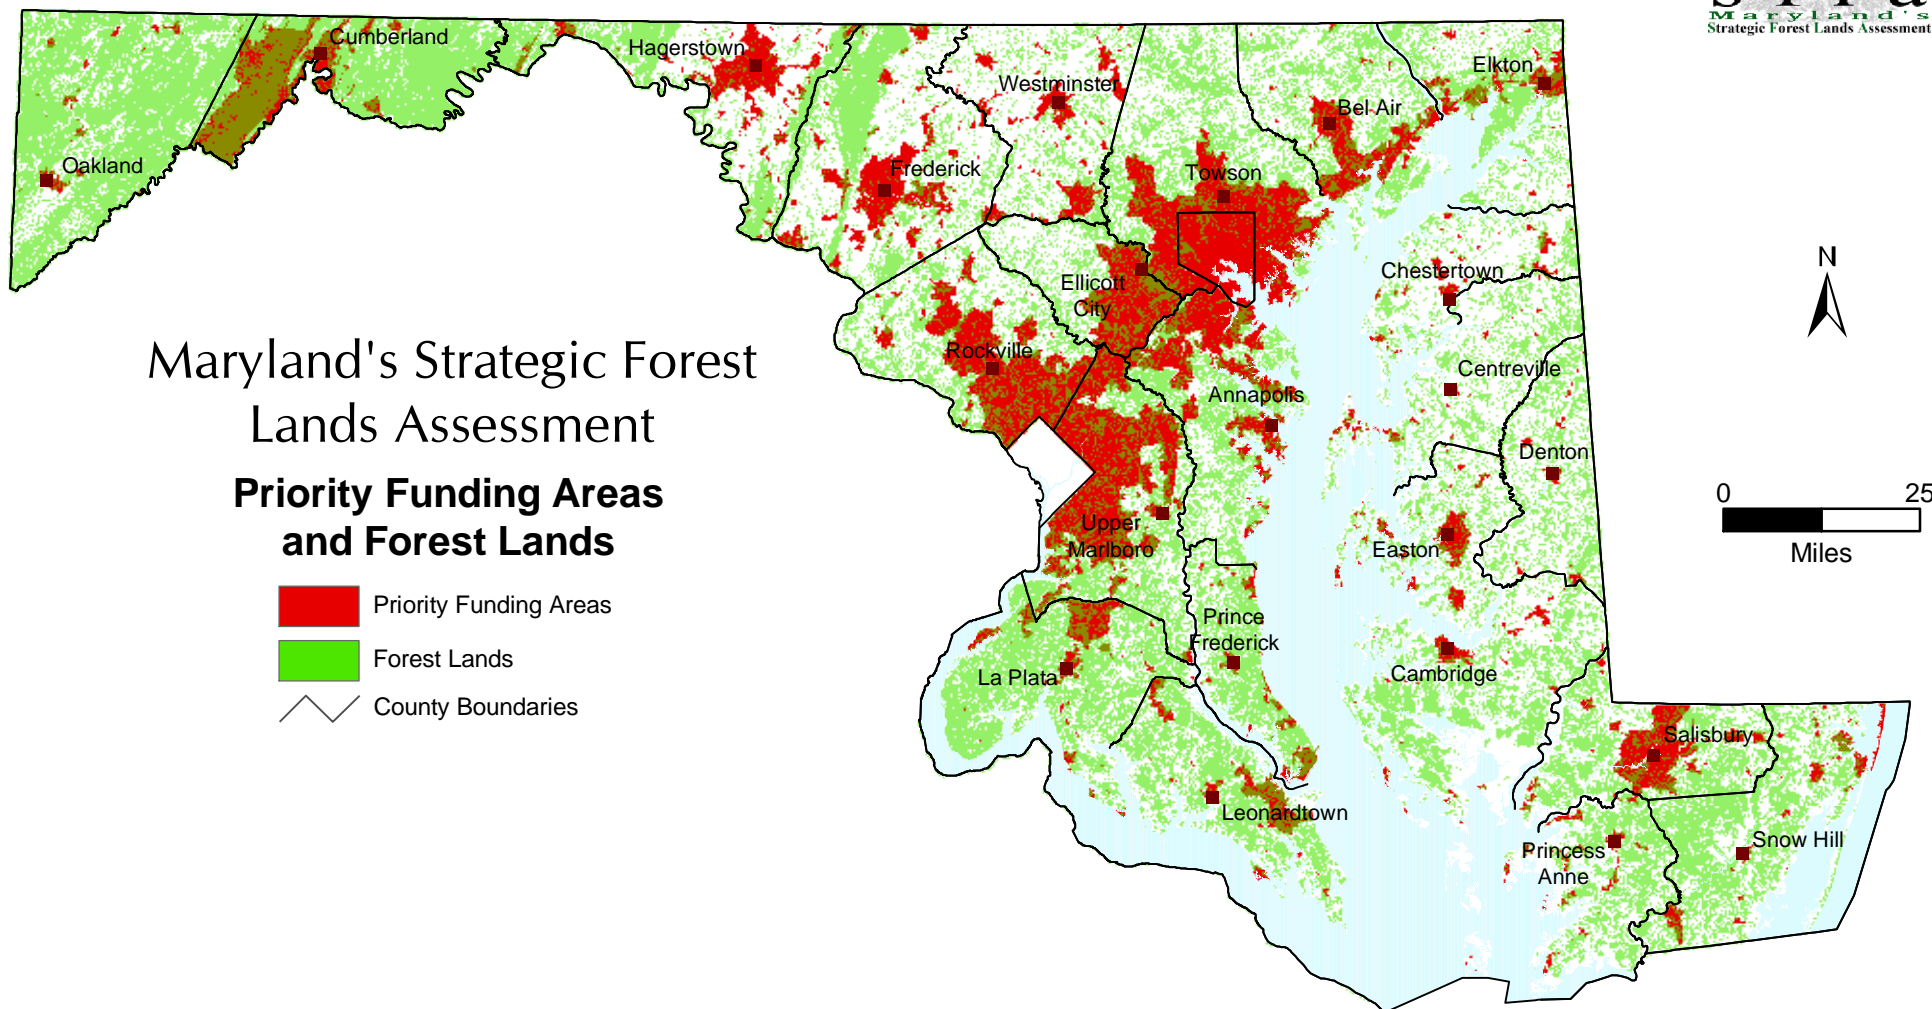 Maryland's
Strategic Forest Lands Assessment
Cumberland
Hagerstown
Westminster
Elkton
Bel Air
Oakland
Frederick
Towson
N
Chestertown
Ellicott
City
Maryland's Strategic Forest
Lands Assessment
Rockville
Centreville
Annapolis
Priority Funding Areas
and Forest Lands
Denton
0 25
Miles
Upper
Marlboro
Easton
Priority Funding Areas
Prince
Frederick
Forest Lands
La Plata
Cambridge
County Boundaries
Salisbury
Leonardtown
Snow Hill
Princess
Anne